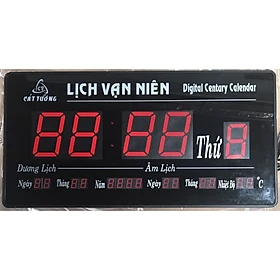 CÁT TƯỜNG
LỊCH VẠN NIÊN Digital Centary Calendar
88 88 Thứ 8
Dương Lịch Âm Lịch
Ngày 88 Tháng 88 Năm 8888 Ngày 88 Tháng 88 Nhiệt Độ 88 °C